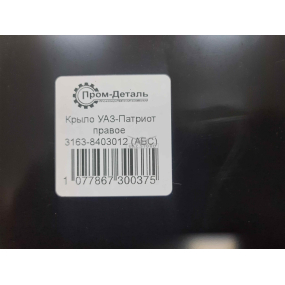 Пром-Деталь
Крыло УАЗ-Патриот
правое
3163-8403012 (АБС)
1 077867 300375